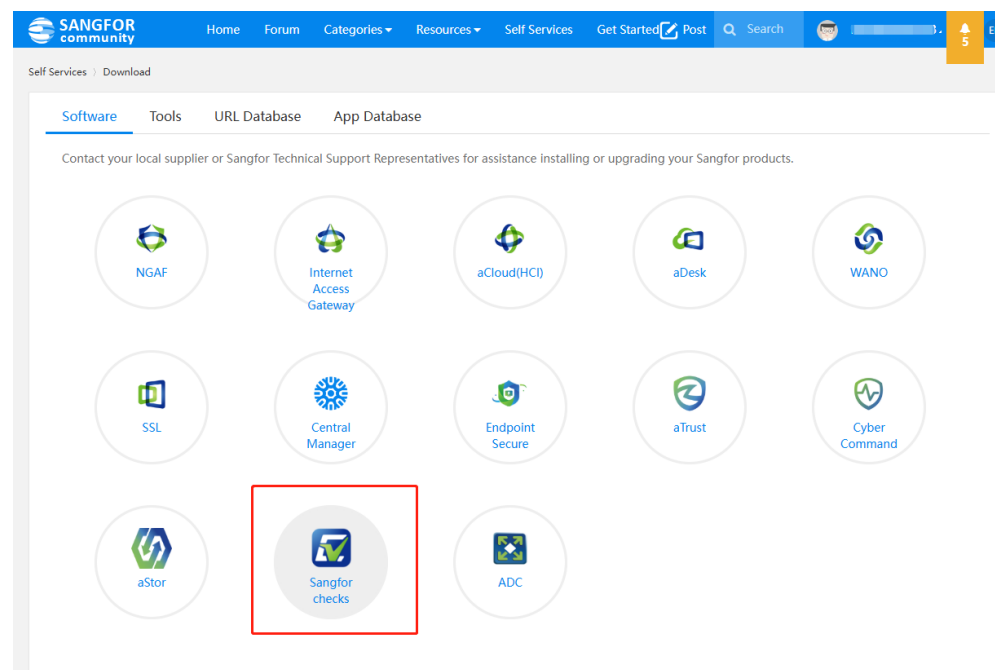 SANGFOR
community
Home Forum Categories Resources Self Services Get Started Post Search
5
E
Self Services 〉 Download
Software Tools URL Database App Database
Contact your local supplier or Sangfor Technical Support Representatives for assistance installing or upgrading your Sangfor products.
NGAF
Internet
Access
Gateway
aCloud(HCI)
aDesk
WANO
SSL
Central
Manager
Endpoint
Secure
aTrust
Cyber
Command
aStor
Sangfor
checks
ADC